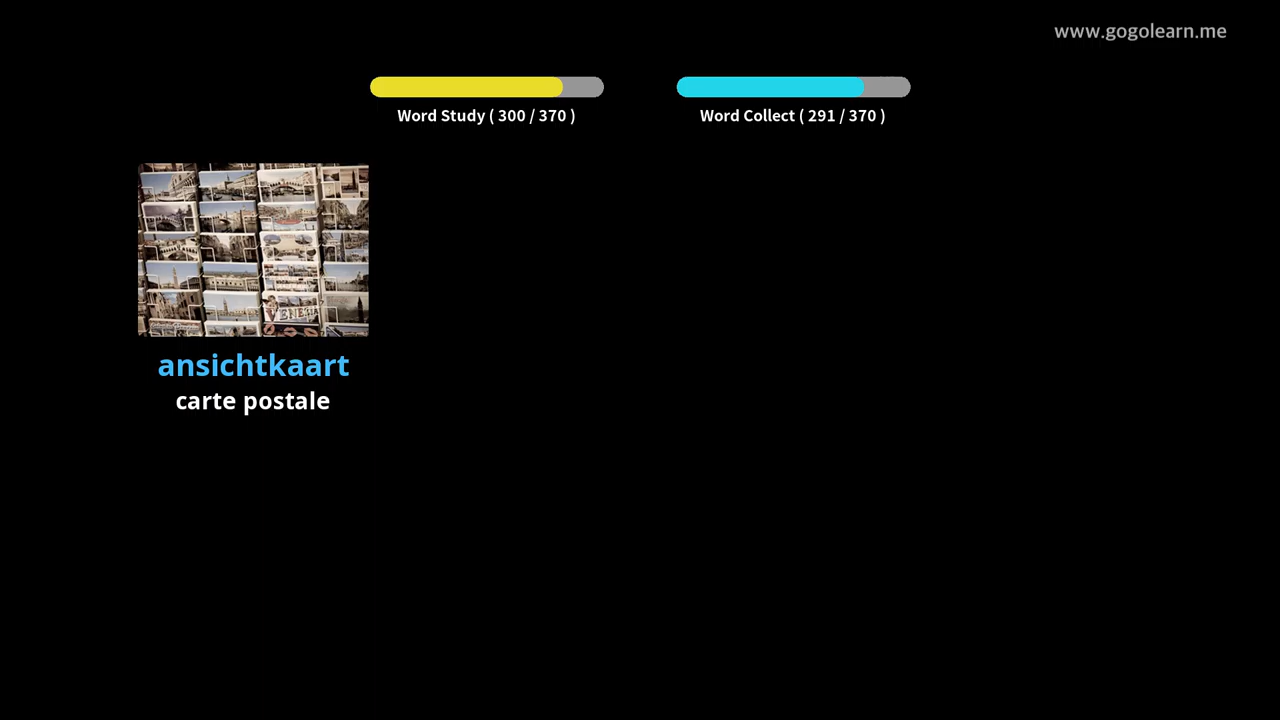 www.gogolearn.me
Word Study ( 300 / 370 )
Word Collect ( 291 / 370 )
ansichtkaart
carte postale